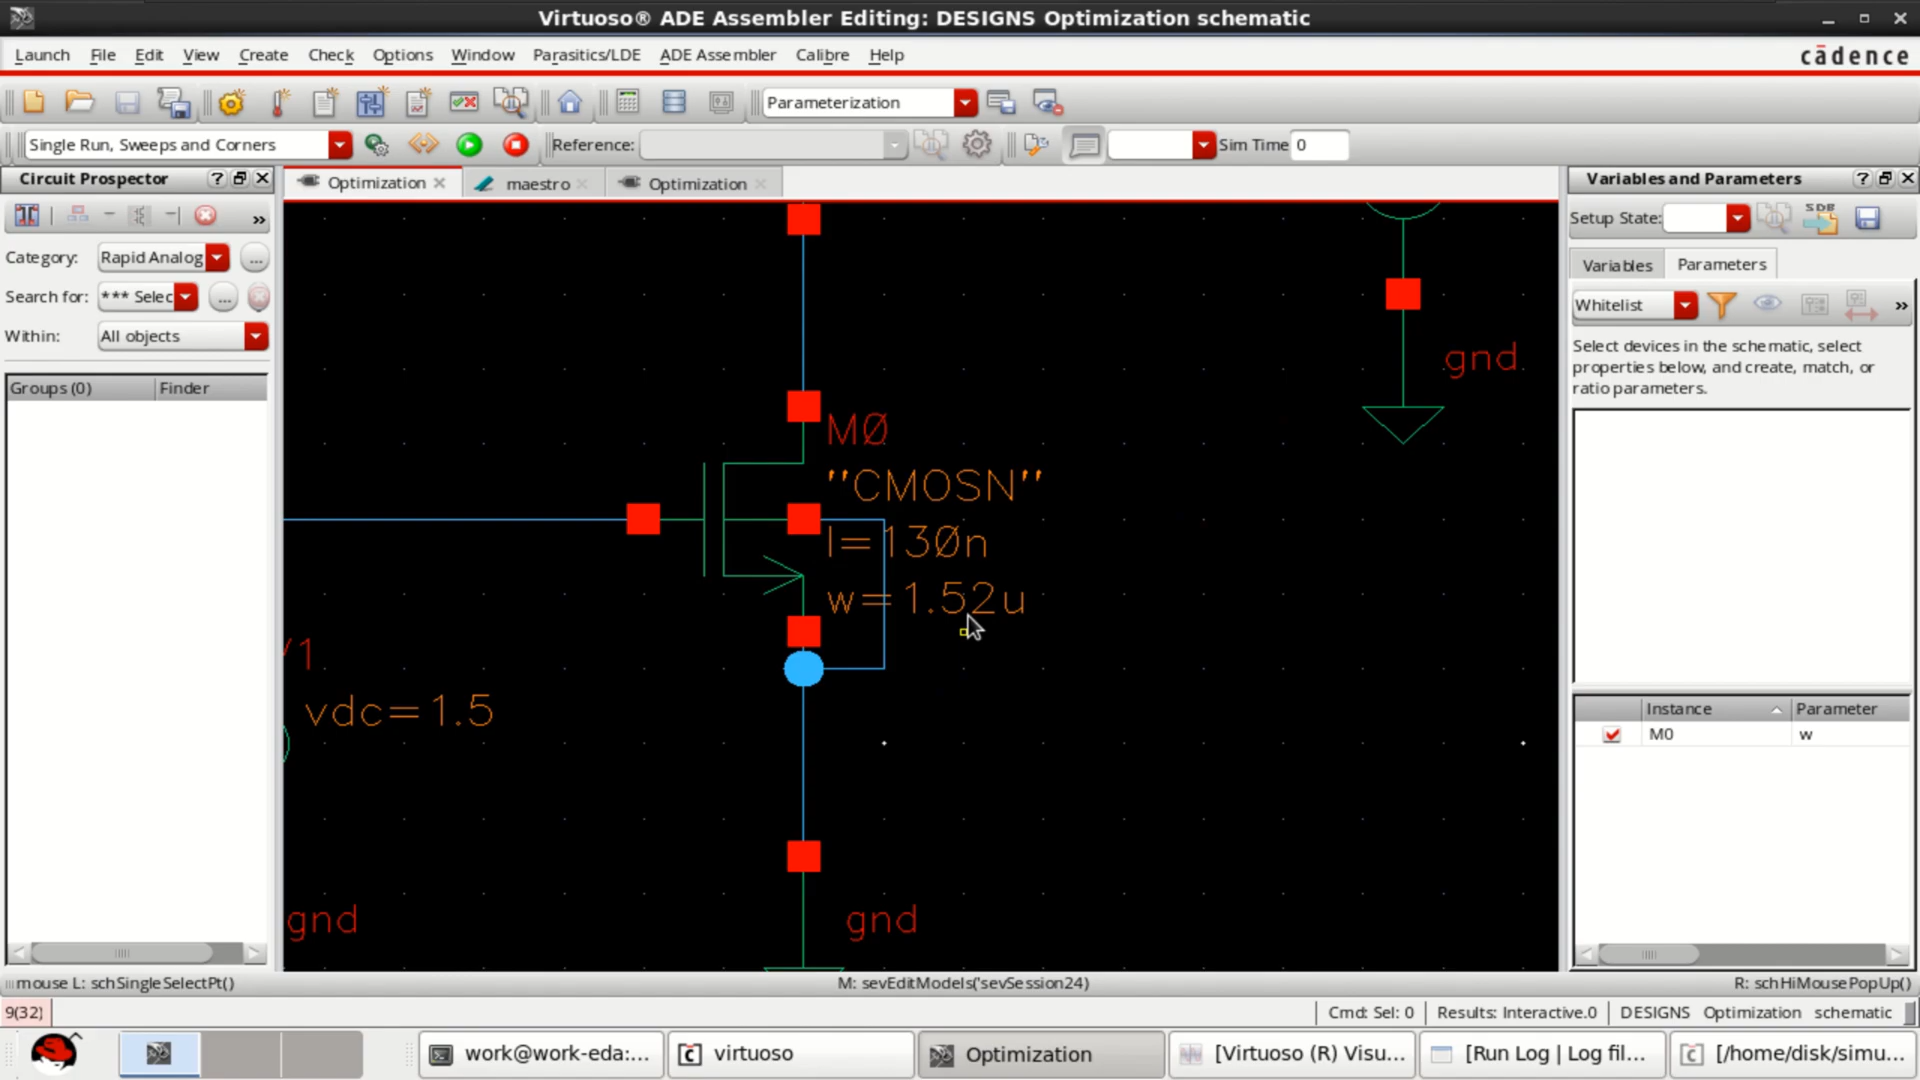 Virtuoso® ADE Assembler Editing: DESIGNS Optimization schematic
Launch File Edit View Create Check Options Window Parasitics/LDE ADE Assembler Calibre Help
cādence
Parameterization
Single Run, Sweeps and Corners
Reference:
Sim Time 0
Circuit Prospector
Optimization
maestro
Optimization
Variables and Parameters
Setup State:
SDB
Category: Rapid Analog
Search for: *** Selec
Within: All objects
Groups (0) Finder
Variables Parameters
Whitelist
Select devices in the schematic, select
properties below, and create, match, or
ratio parameters.
Instance Parameter
M0 w
gnd
MØ
"CMOSN"
l=13Øn
w=1.52u
V1
vdc=1.5
gnd
gnd
mouse L: schSingleSelectPt()
M: sevEditModels('sevSession24)
R: schHiMousePopUp()
9(32)
Cmd: Sel: 0
Results: Interactive.0
DESIGNS Optimization schematic
work@work-eda:...
virtuoso
Optimization
[Virtuoso (R) Visu...
[Run Log | Log fil...
[/home/disk/simu...